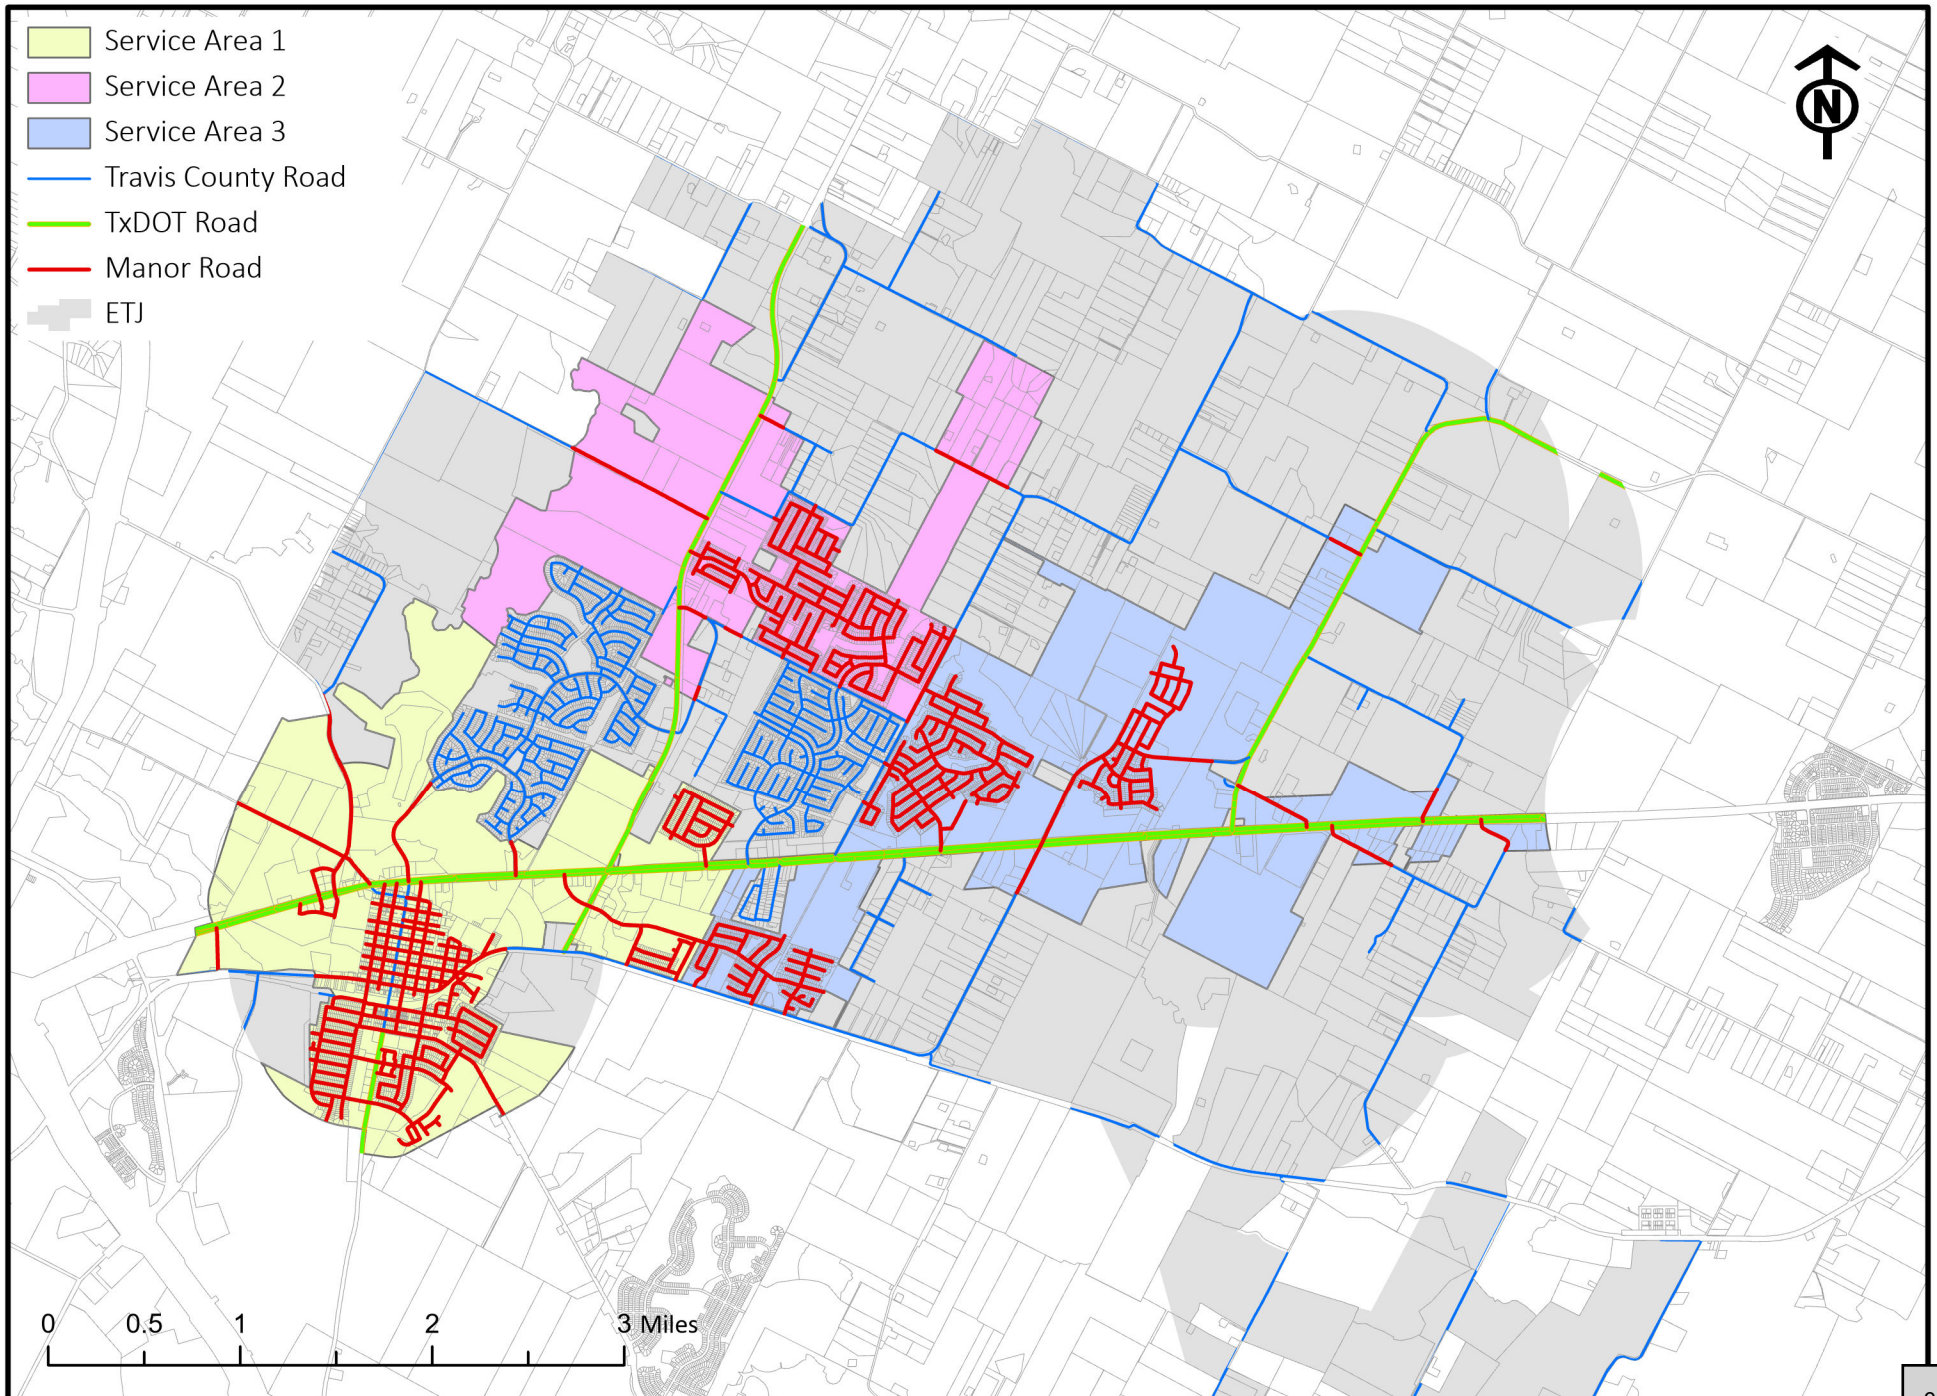 Service Area 1
Service Area 2
Service Area 3
Travis County Road
TxDOT Road
Manor Road
ETJ
N
0 0.5 1 2 3 Miles